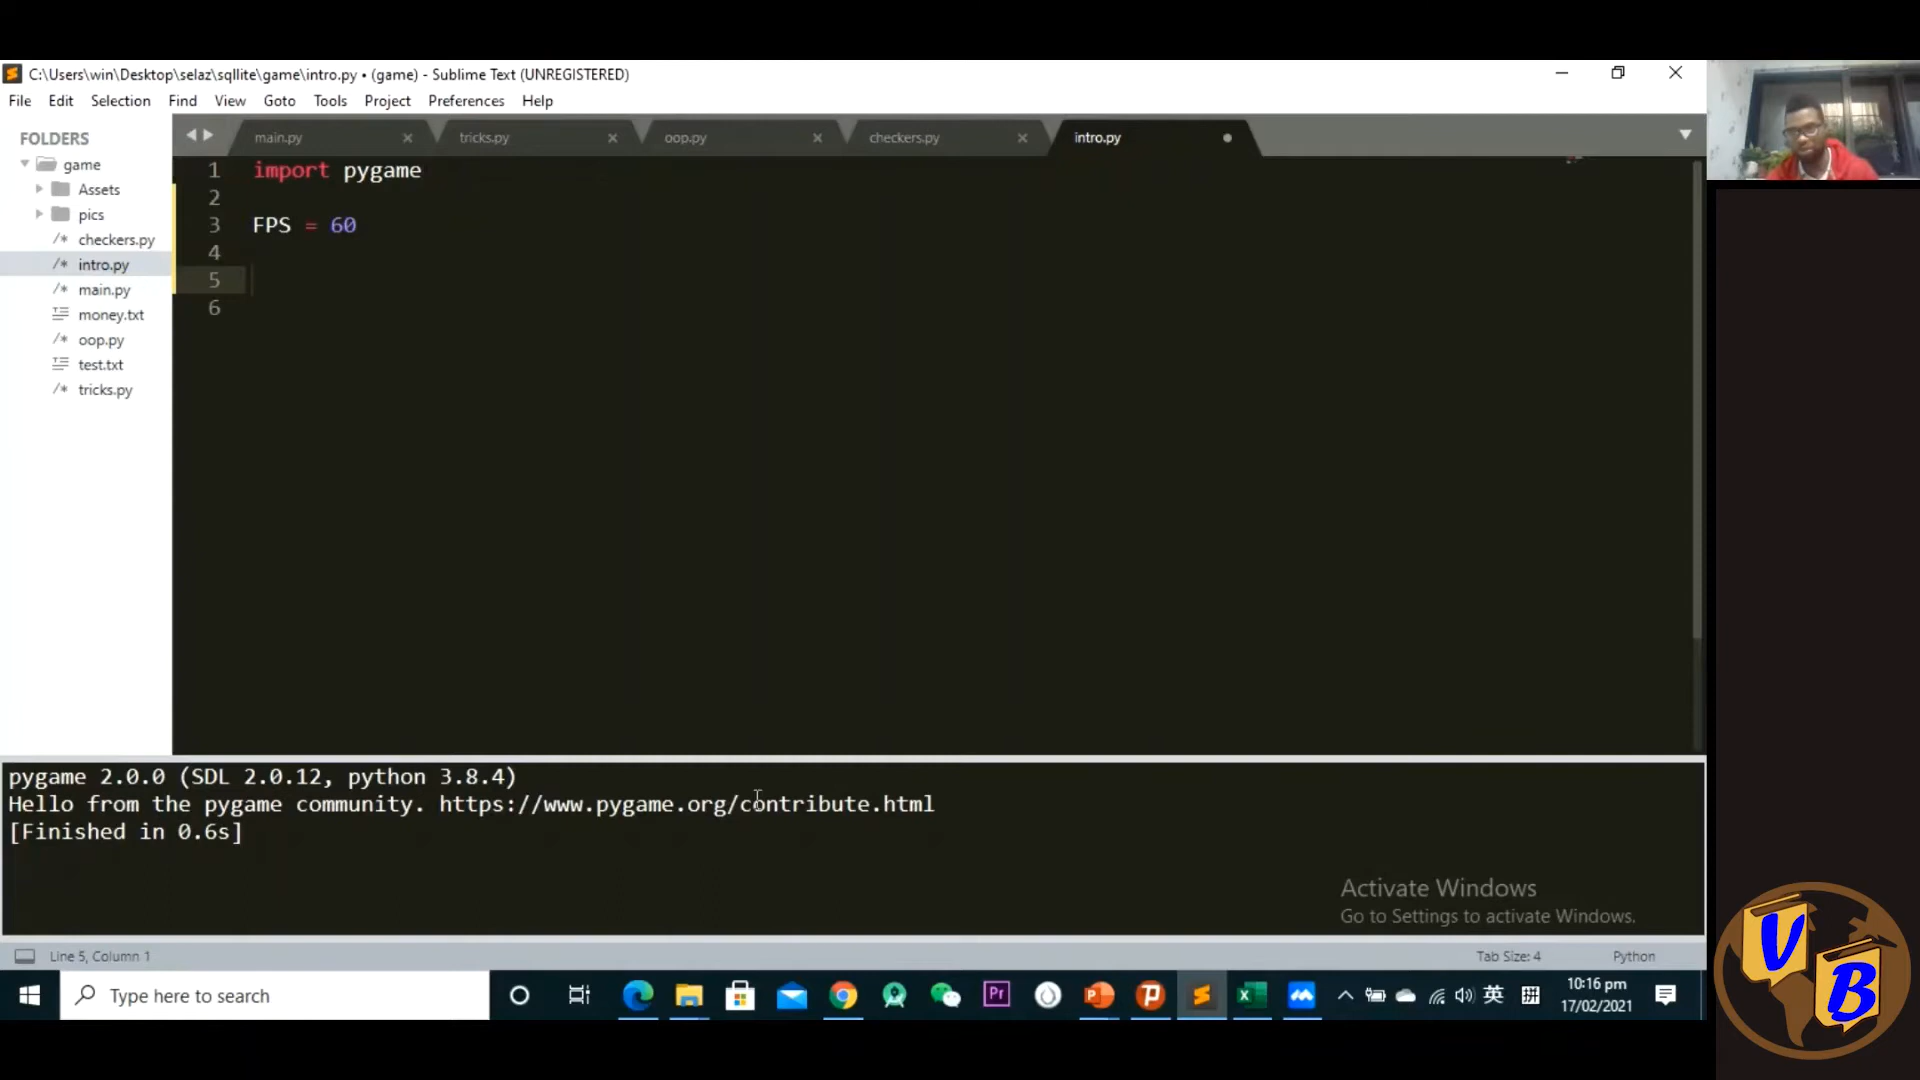 C:\Users\win\Desktop\selaz\sqllite\game\intro.py • (game) - Sublime Text (UNREGISTERED)
File Edit Selection Find View Goto Tools Project Preferences Help
FOLDERS
game
Assets
pics
/* checkers.py
/* intro.py
/* main.py
money.txt
/* oop.py
test.txt
/* tricks.py
main.py × tricks.py × oop.py × checkers.py × intro.py
1 import pygame
2
3 FPS = 60
4
5
6
pygame 2.0.0 (SDL 2.0.12, python 3.8.4)
Hello from the pygame community. https://www.pygame.org/contribute.html
[Finished in 0.6s]
Activate Windows
Go to Settings to activate Windows.
Line 5, Column 1 Tab Size: 4 Python
Type here to search
Pr
英
拼
10:16 pm
17/02/2021
V
B